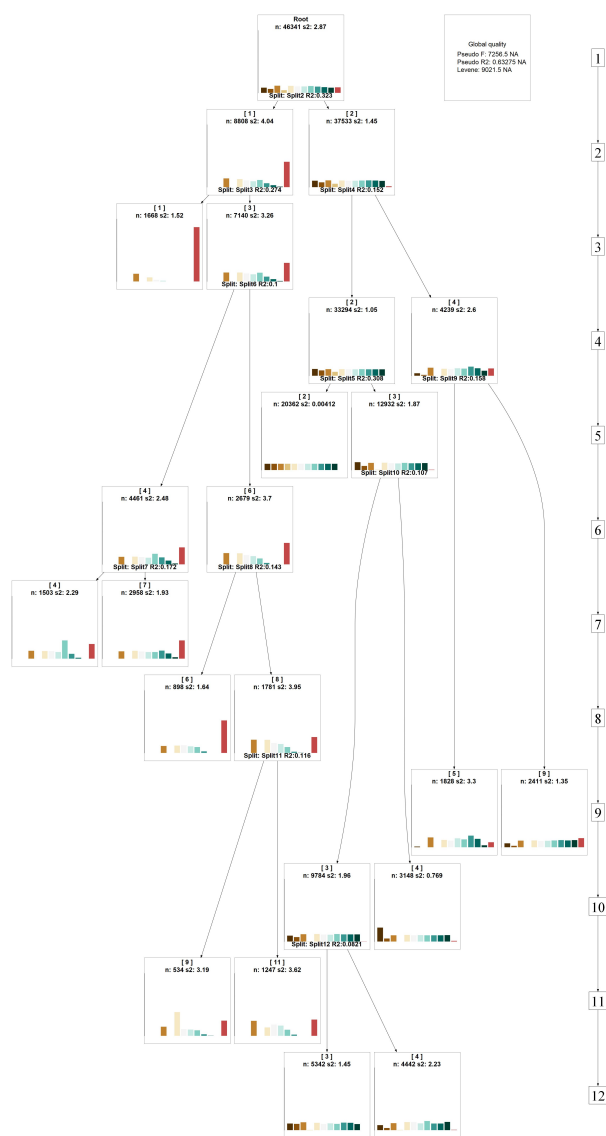 Root
n: 46341 s2: 2.87
Split: Split2 R2:0.323
Global quality
Pseudo F: 7256.5 NA
Pseudo R2: 0.63275 NA
Levene: 9021.5 NA
1
[ 1 ]
n: 8808 s2: 4.04
Split: Split3 R2:0.274
[ 2 ]
n: 37533 s2: 1.45
Split: Split4 R2:0.152
2
[ 1 ]
n: 1668 s2: 1.52
[ 3 ]
n: 7140 s2: 3.26
Split: Split6 R2:0.1
3
[ 2 ]
n: 33294 s2: 1.05
Split: Split5 R2:0.308
[ 4 ]
n: 4239 s2: 2.6
Split: Split9 R2:0.158
4
[ 2 ]
n: 20362 s2: 0.00412
[ 3 ]
n: 12932 s2: 1.87
Split: Split10 R2:0.107
5
[ 4 ]
n: 4461 s2: 2.48
Split: Split7 R2:0.172
[ 6 ]
n: 2679 s2: 3.7
Split: Split8 R2:0.143
6
[ 4 ]
n: 1503 s2: 2.29
[ 7 ]
n: 2958 s2: 1.93
7
[ 6 ]
n: 898 s2: 1.64
[ 8 ]
n: 1781 s2: 3.95
Split: Split11 R2:0.116
8
[ 5 ]
n: 1828 s2: 3.3
[ 9 ]
n: 2411 s2: 1.35
9
[ 3 ]
n: 9784 s2: 1.96
Split: Split12 R2:0.0821
[ 4 ]
n: 3148 s2: 0.769
10
[ 9 ]
n: 534 s2: 3.19
[ 11 ]
n: 1247 s2: 3.62
11
[ 3 ]
n: 5342 s2: 1.45
[ 4 ]
n: 4442 s2: 2.23
12